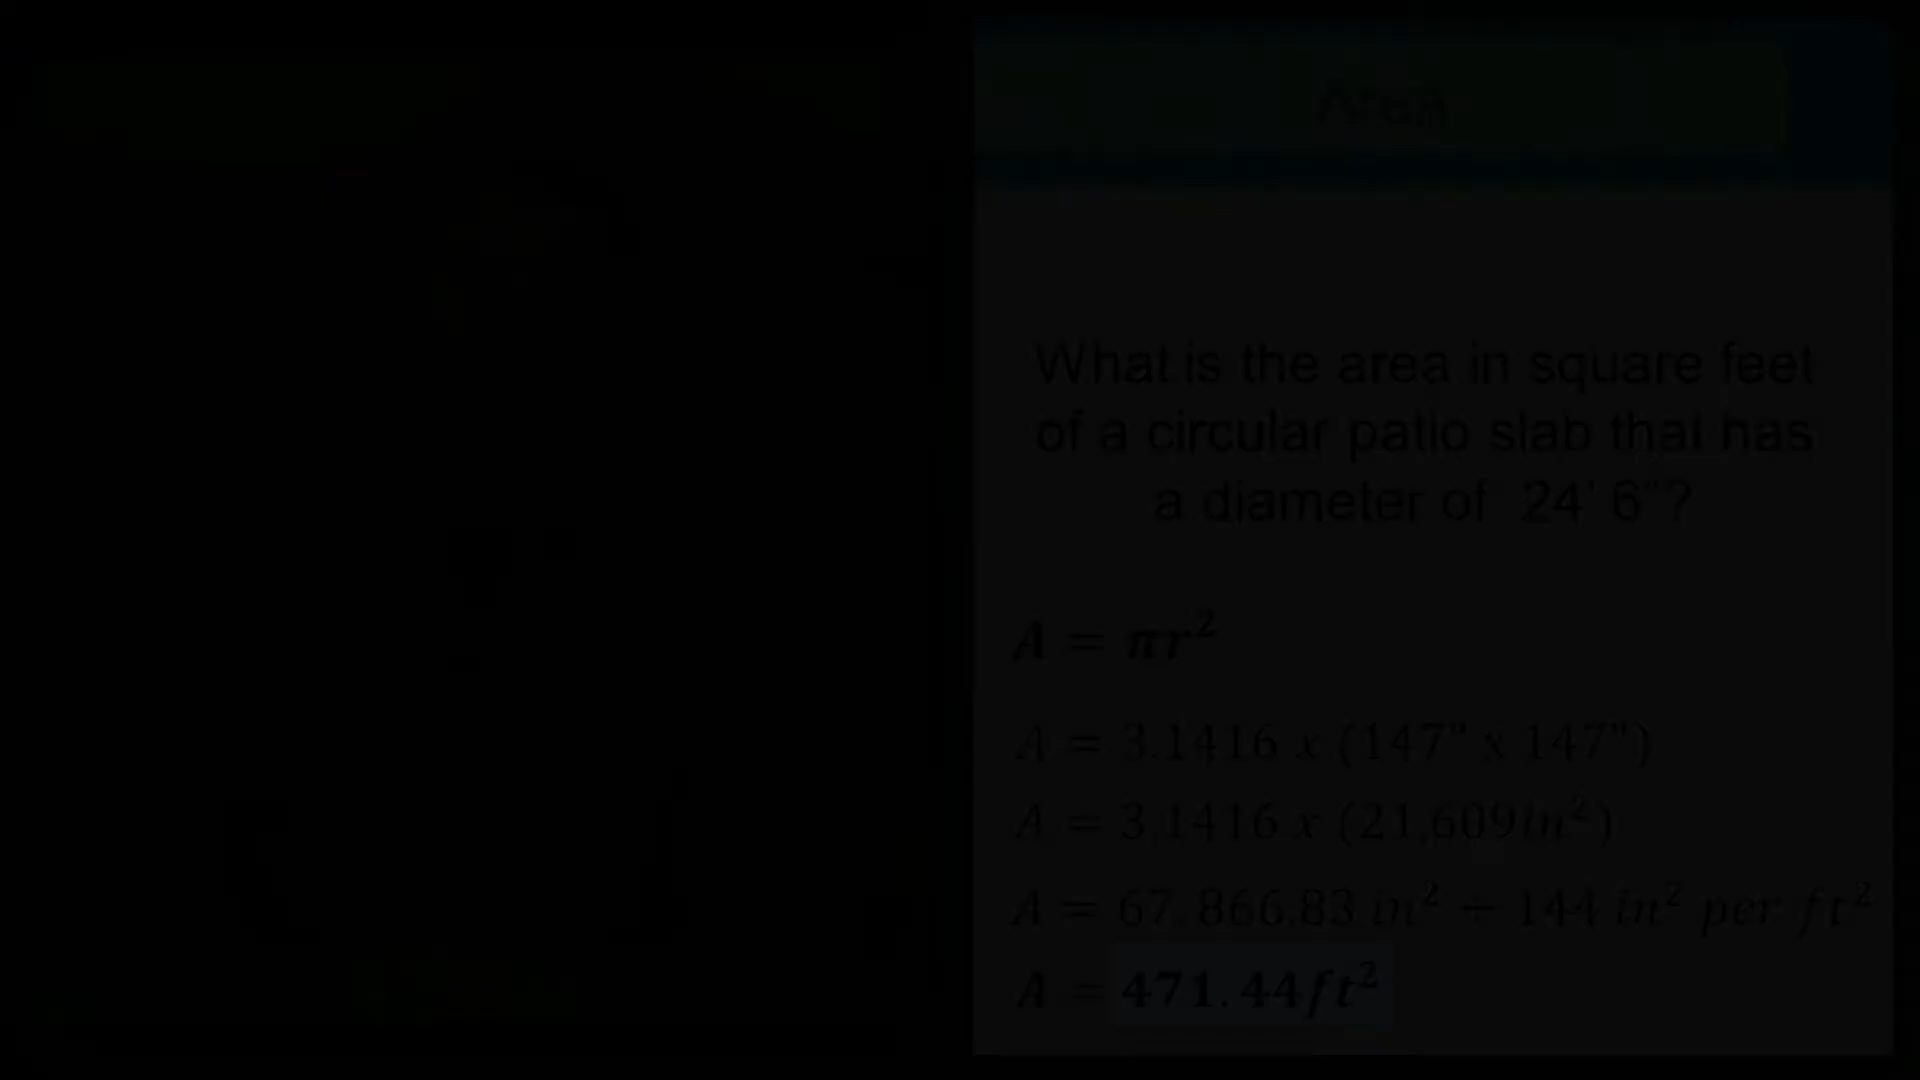 Area
What is the area in square feet
of a circular patio slab that has
a diameter of 24' 6"?
A = πr²
A = 3.1416 x (147" x 147")
A = 3.1416 x (21,609in²)
A = 67,866.83 in² ÷ 144 in² per ft²
A = 471.44ft²